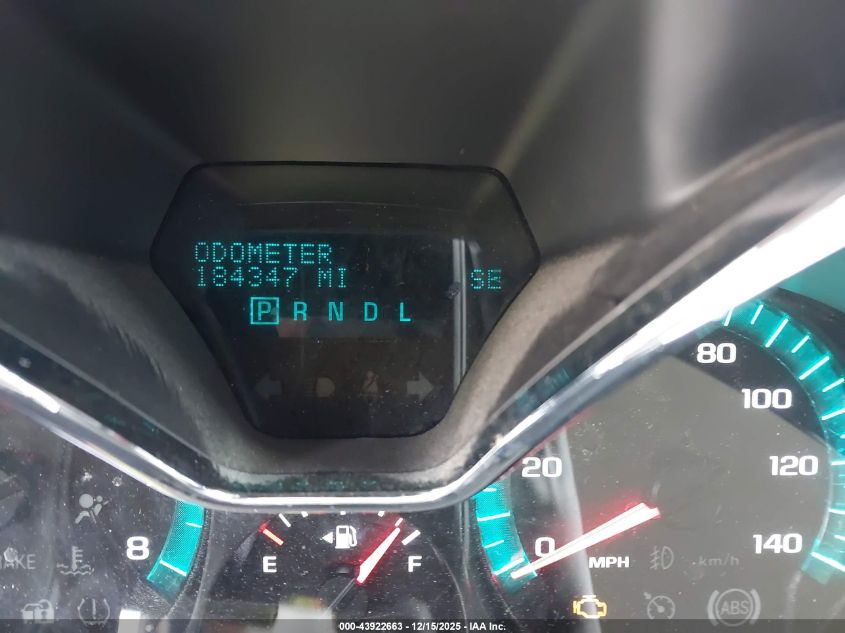 ODOMETER
184347 MI SE
P R N D L
80
100
120
140
20
0
MPH
km/h
8
E F
AKE
ABS
000-43922663 - 12/15/2025 - IAA Inc.